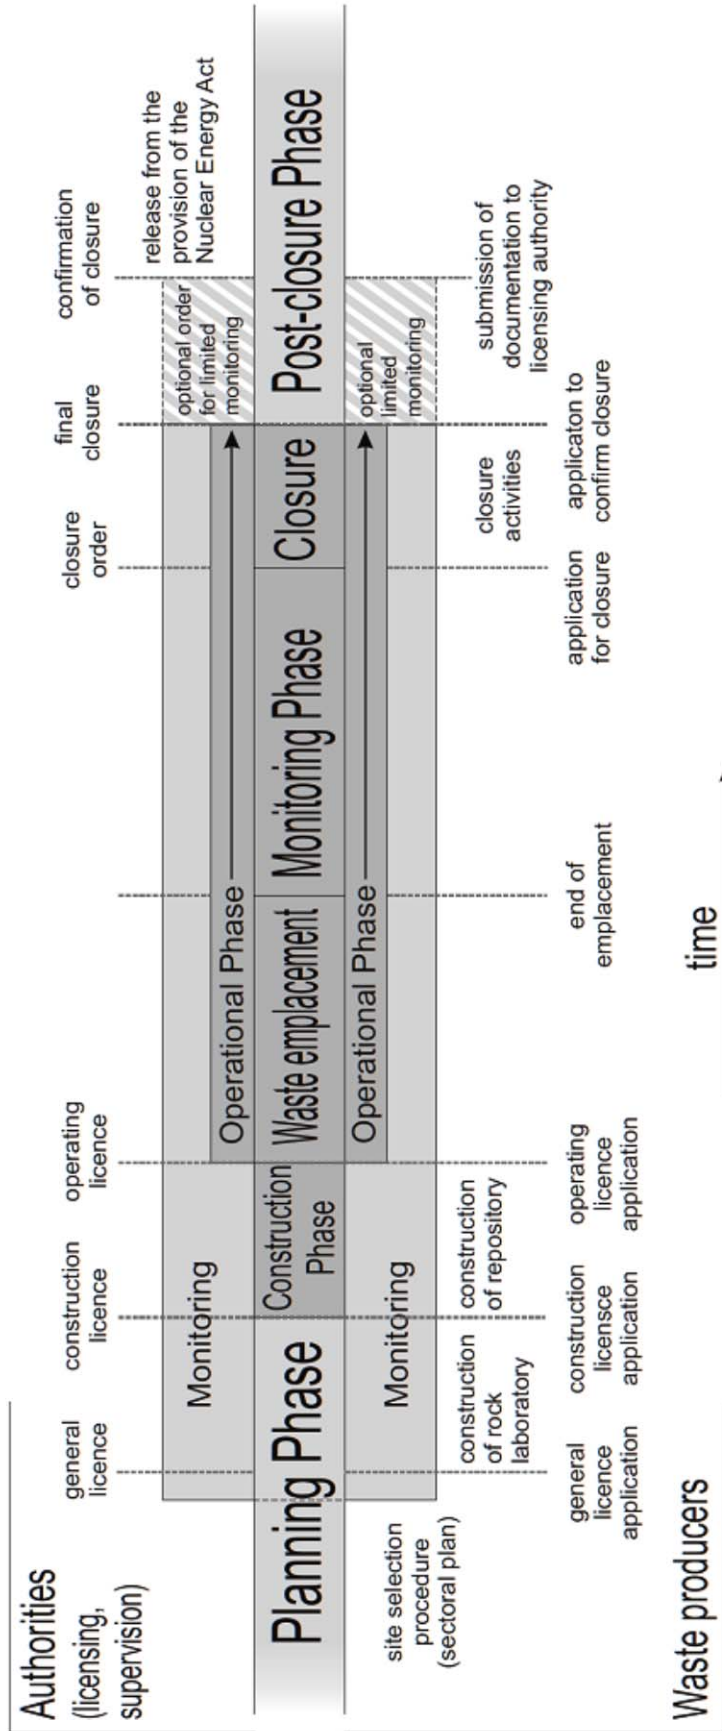 Authorities
(licensing,
supervision)
general
licence
construction
licence
operating
licence
closure
order
final
closure
confirmation
of closure
release from the
provision of the
Nuclear Energy Act
Monitoring
Operational Phase
optional order
for limited
monitoring
Planning Phase
Construction
Phase
Waste emplacement
Monitoring Phase
Closure
Post-closure Phase
Monitoring
Operational Phase
optional
limited
monitoring
site selection
procedure
(sectoral plan)
construction
of rock
laboratory
construction
of repository
closure
activities
submission of
documentation to
licensing authority
general
licence
application
construction
licensce
application
operating
licence
application
end of
emplacement
application
for closure
applicaton to
confirm closure
Waste producers
time